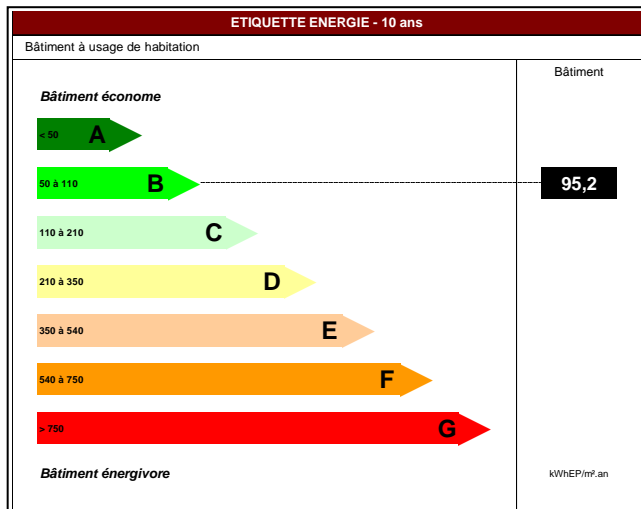 ETIQUETTE ENERGIE - 10 ans
Bâtiment à usage de habitation
Bâtiment
Bâtiment économe
< 50 A
50 à 110 B 95,2
110 à 210 C
210 à 350 D
350 à 540 E
540 à 750 F
> 750 G
Bâtiment énergivore kWhEP/m².an